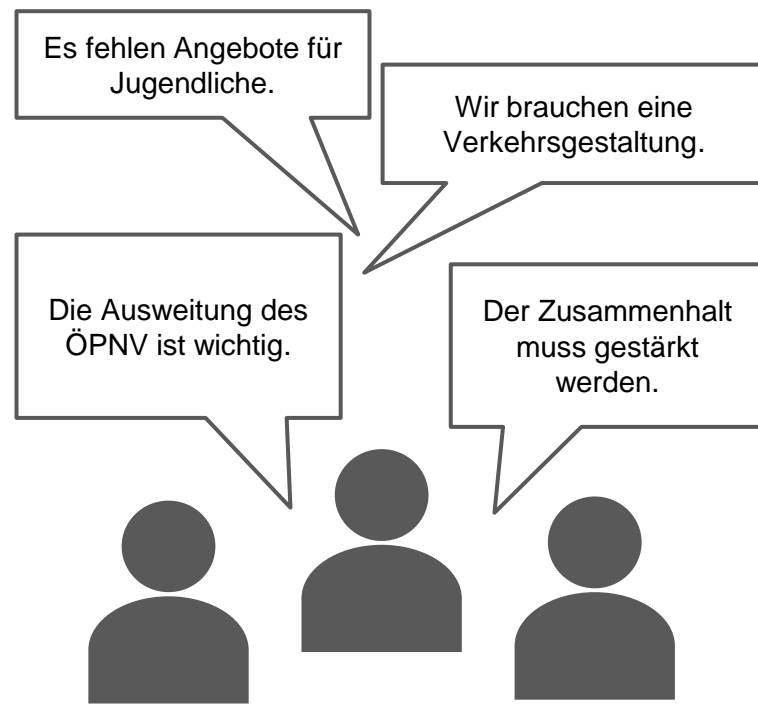 Es fehlen Angebote für
Jugendliche.
Wir brauchen eine
Verkehrsgestaltung.
Die Ausweitung des
ÖPNV ist wichtig.
Der Zusammenhalt
muss gestärkt
werden.